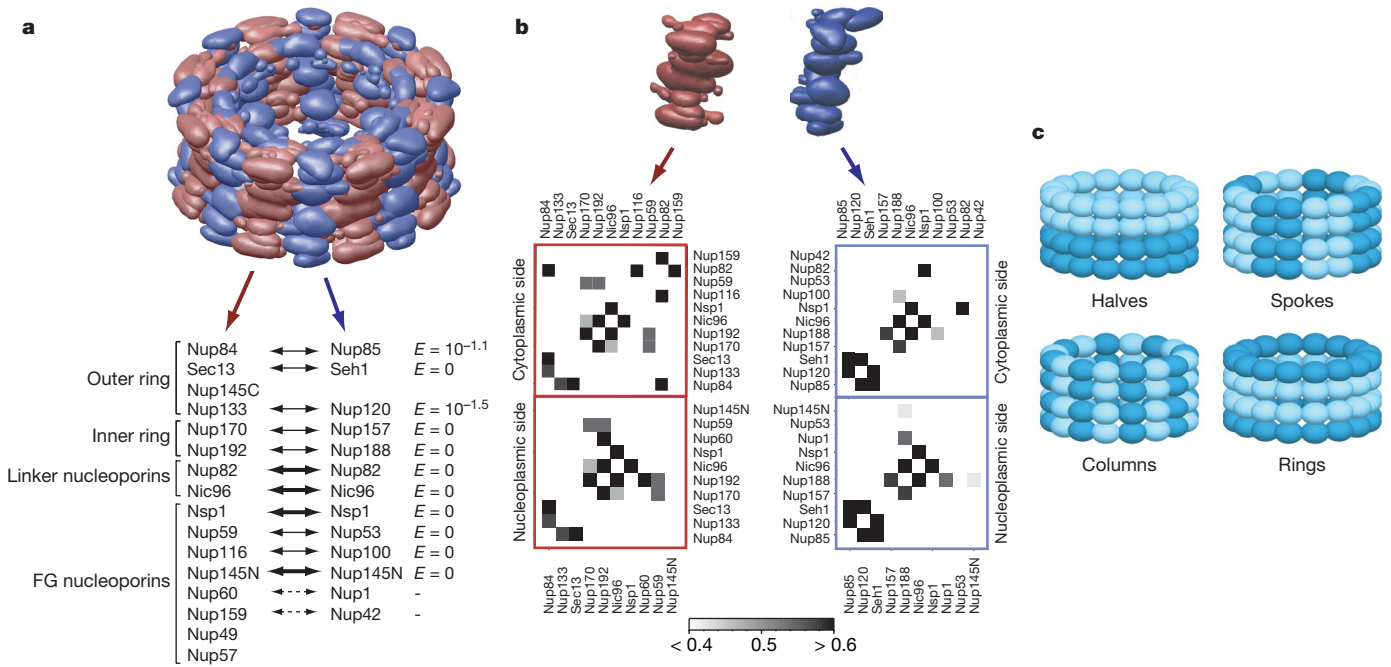 a
Outer ring
Nup84 Nup85 E = 10−1.1
Sec13 Seh1 E = 0
Nup145C
Nup133 Nup120 E = 10−1.5
Inner ring
Nup170 Nup157 E = 0
Nup192 Nup188 E = 0
Linker nucleoporins
Nup82 Nup82 E = 0
Nic96 Nic96 E = 0
FG nucleoporins
Nsp1 Nsp1 E = 0
Nup59 Nup53 E = 0
Nup116 Nup100 E = 0
Nup145N Nup145N E = 0
Nup60 Nup1 -
Nup159 Nup42 -
Nup49
Nup57
b
Nup84
Nup133
Sec13
Nup170
Nup192
Nic96
Nsp1
Nup116
Nup59
Nup82
Nup159
Cytoplasmic side
Nup159
Nup82
Nup59
Nup116
Nsp1
Nic96
Nup192
Nup170
Sec13
Nup133
Nup84
Nucleoplasmic side
Nup145N
Nup59
Nup60
Nsp1
Nic96
Nup192
Nup170
Sec13
Nup133
Nup84
Nup84
Nup133
Sec13
Nup170
Nup192
Nic96
Nsp1
Nup60
Nup59
Nup145N
Nup85
Nup120
Seh1
Nup157
Nup188
Nic96
Nsp1
Nup100
Nup53
Nup82
Nup42
Nup42
Nup82
Nup53
Nup100
Nsp1
Nic96
Nup188
Nup157
Seh1
Nup120
Nup85
Cytoplasmic side
Nup145N
Nup53
Nup1
Nsp1
Nic96
Nup188
Nup157
Seh1
Nup120
Nup85
Nucleoplasmic side
Nup85
Nup120
Seh1
Nup157
Nup188
Nic96
Nsp1
Nup1
Nup53
Nup145N
< 0.4 0.5 > 0.6
c
Halves Spokes
Columns Rings